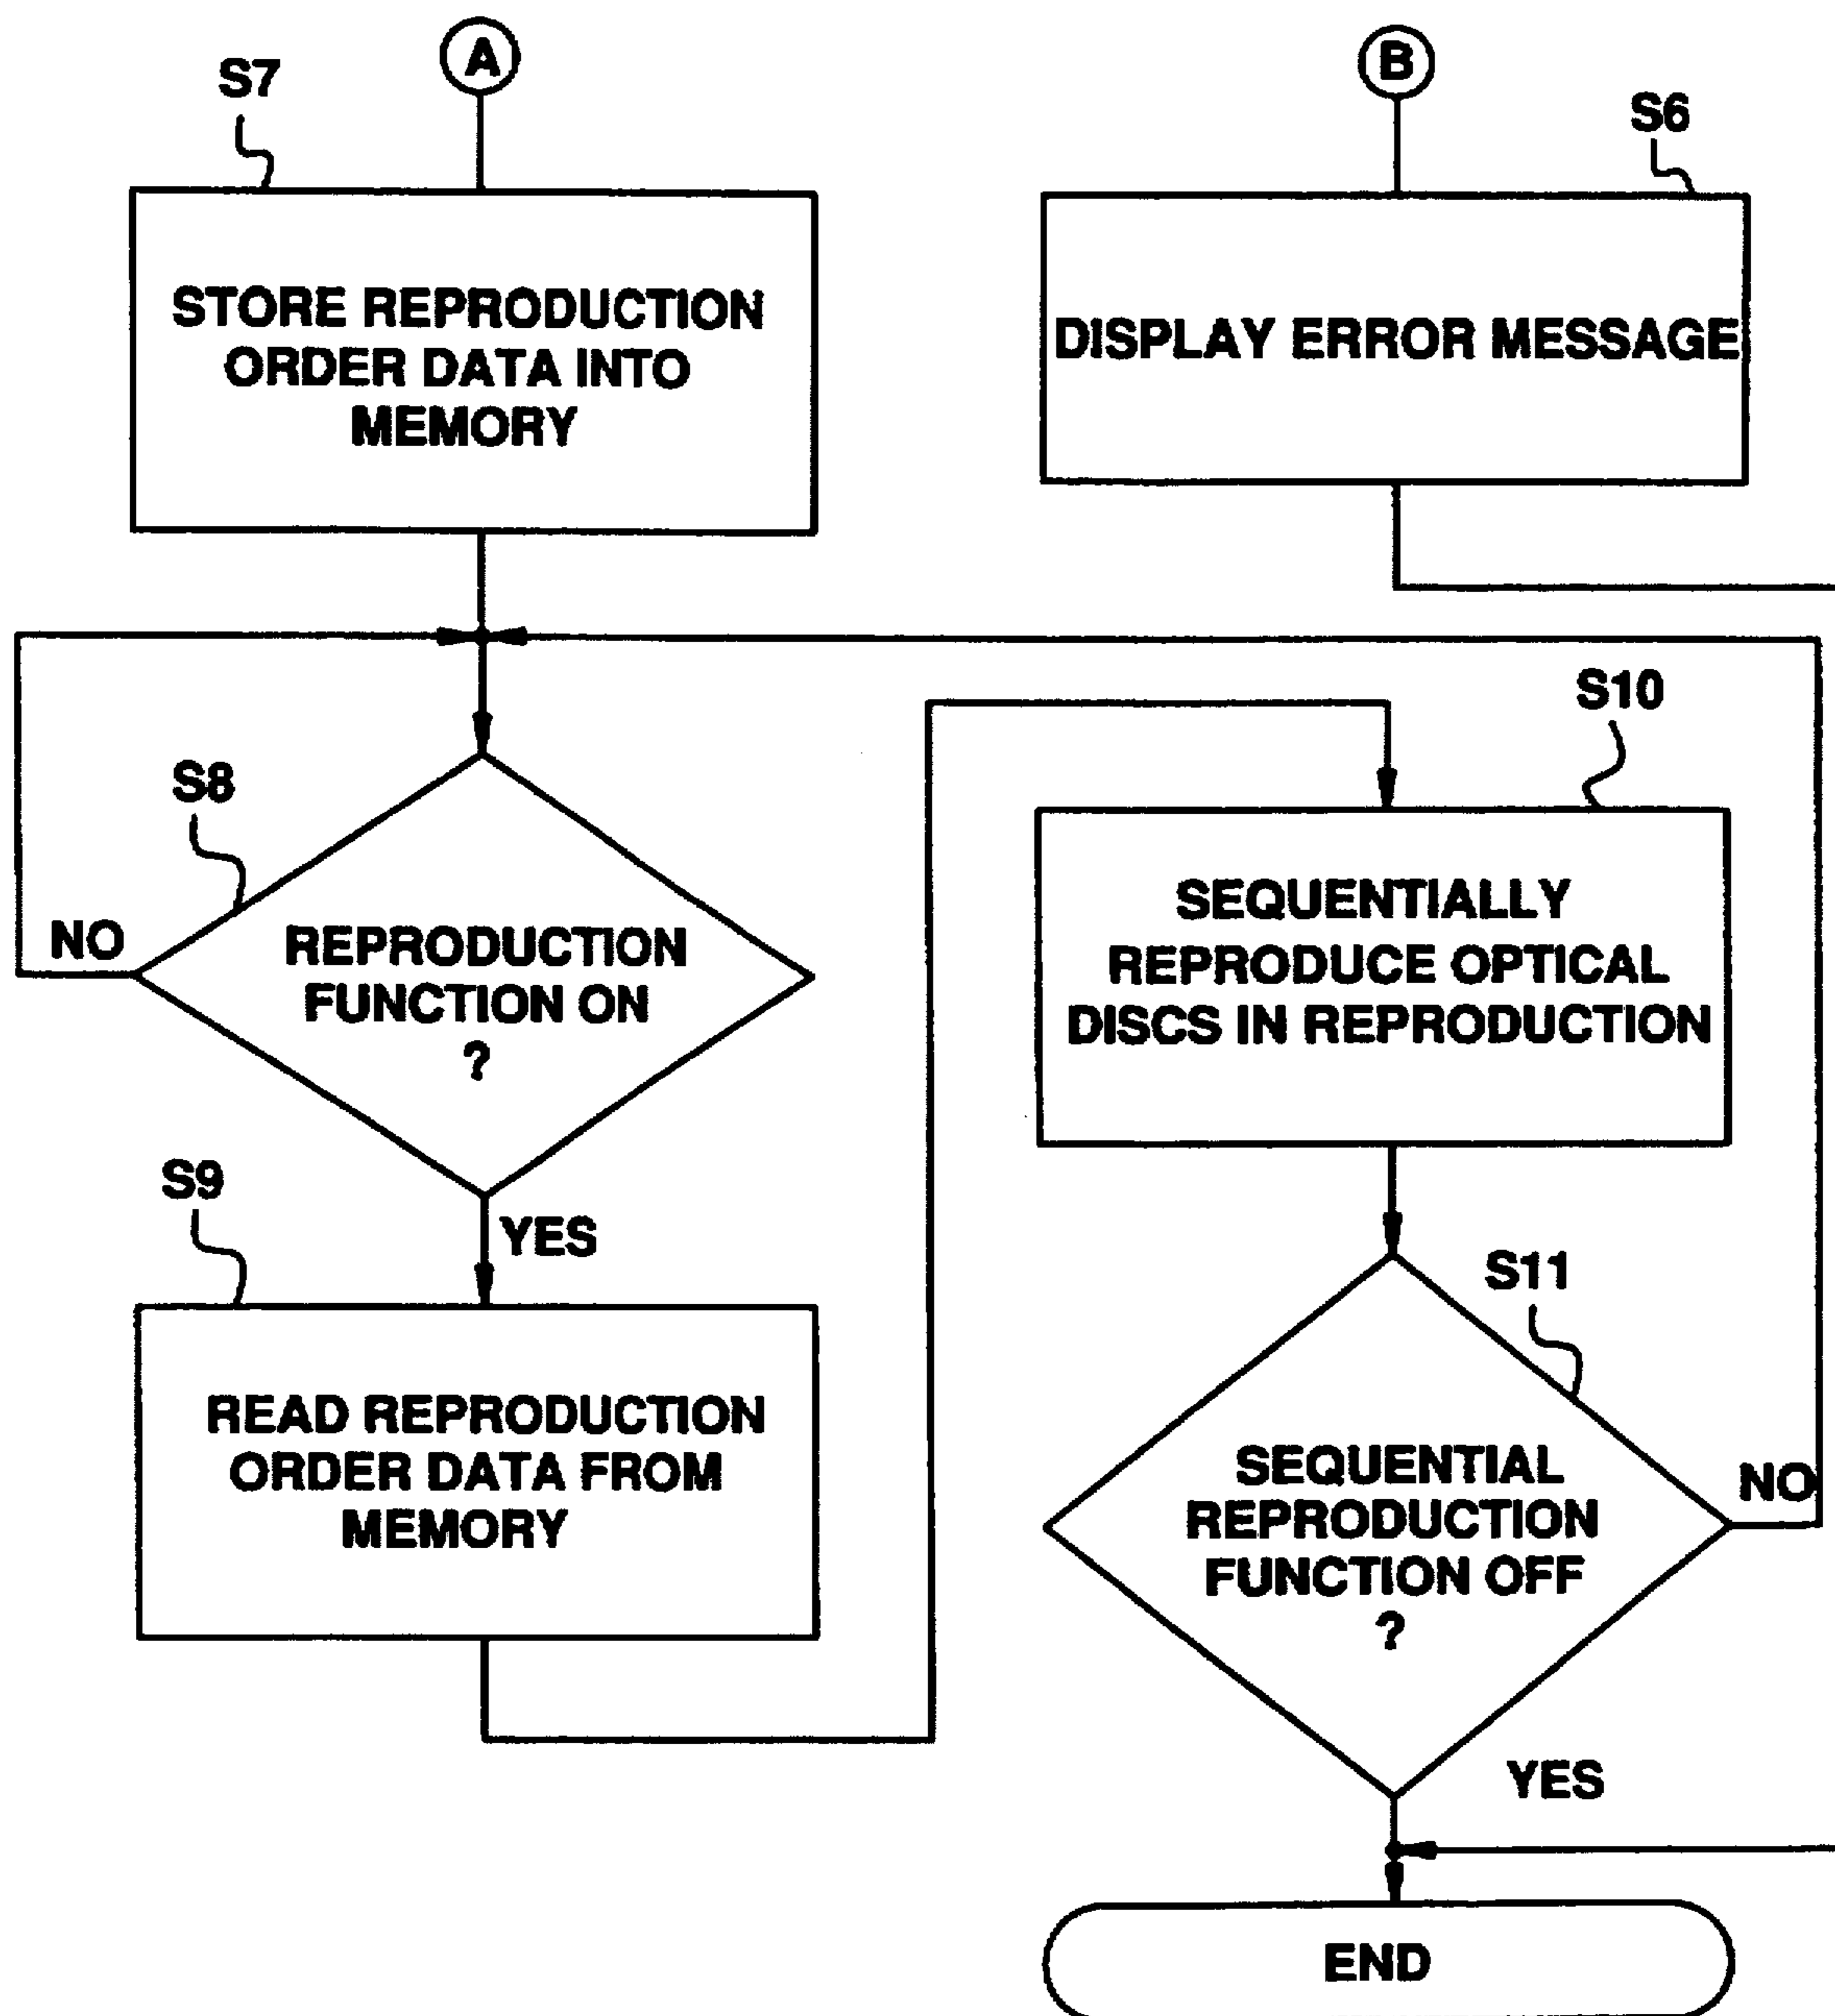 A
S7
STORE REPRODUCTION
ORDER DATA INTO
MEMORY
B
S6
DISPLAY ERROR MESSAGE
S8
NO
REPRODUCTION
FUNCTION ON
?
YES
S9
READ REPRODUCTION
ORDER DATA FROM
MEMORY
S10
SEQUENTIALLY
REPRODUCE OPTICAL
DISCS IN REPRODUCTION
S11
SEQUENTIAL
REPRODUCTION
FUNCTION OFF
?
NO
YES
END